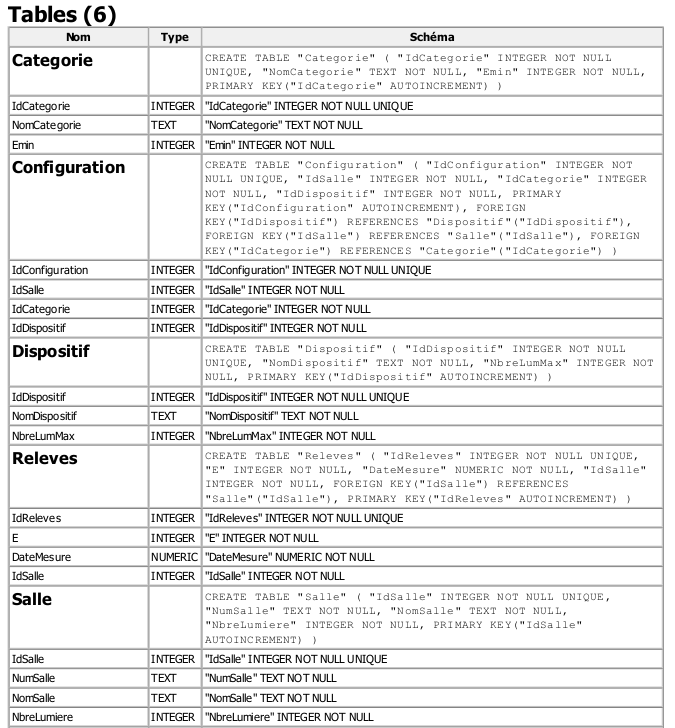 Tables (6)
Nom Type Schéma
Categorie CREATE TABLE "Categorie" ( "IdCategorie" INTEGER NOT NULL
UNIQUE, "NomCategorie" TEXT NOT NULL, "Emin" INTEGER NOT NULL,
PRIMARY KEY("IdCategorie" AUTOINCREMENT) )
IdCategorie INTEGER "IdCategorie" INTEGER NOT NULL UNIQUE
NomCategorie TEXT "NomCategorie" TEXT NOT NULL
Emin INTEGER "Emin" INTEGER NOT NULL
Configuration CREATE TABLE "Configuration" ( "IdConfiguration" INTEGER NOT
NULL UNIQUE, "IdSalle" INTEGER NOT NULL, "IdCategorie" INTEGER
NOT NULL, "IdDispositif" INTEGER NOT NULL, PRIMARY
KEY("IdConfiguration" AUTOINCREMENT), FOREIGN
KEY("IdDispositif") REFERENCES "Dispositif"("IdDispositif"),
FOREIGN KEY("IdSalle") REFERENCES "Salle"("IdSalle"), FOREIGN
KEY("IdCategorie") REFERENCES "Categorie"("IdCategorie") )
IdConfiguration INTEGER "IdConfiguration" INTEGER NOT NULL UNIQUE
IdSalle INTEGER "IdSalle" INTEGER NOT NULL
IdCategorie INTEGER "IdCategorie" INTEGER NOT NULL
IdDispositif INTEGER "IdDispositif" INTEGER NOT NULL
Dispositif CREATE TABLE "Dispositif" ( "IdDispositif" INTEGER NOT NULL
UNIQUE, "NomDispositif" TEXT NOT NULL, "NbreLumMax" INTEGER NOT
NULL, PRIMARY KEY("IdDispositif" AUTOINCREMENT) )
IdDispositif INTEGER "IdDispositif" INTEGER NOT NULL UNIQUE
NomDispositif TEXT "NomDispositif" TEXT NOT NULL
NbreLumMax INTEGER "NbreLumMax" INTEGER NOT NULL
Releves CREATE TABLE "Releves" ( "IdReleves" INTEGER NOT NULL UNIQUE,
"E" INTEGER NOT NULL, "DateMesure" NUMERIC NOT NULL, "IdSalle"
INTEGER NOT NULL, FOREIGN KEY("IdSalle") REFERENCES
"Salle"("IdSalle"), PRIMARY KEY("IdReleves" AUTOINCREMENT) )
IdReleves INTEGER "IdReleves" INTEGER NOT NULL UNIQUE
E INTEGER "E" INTEGER NOT NULL
DateMesure NUMERIC "DateMesure" NUMERIC NOT NULL
IdSalle INTEGER "IdSalle" INTEGER NOT NULL
Salle CREATE TABLE "Salle" ( "IdSalle" INTEGER NOT NULL UNIQUE,
"NumSalle" TEXT NOT NULL, "NomSalle" TEXT NOT NULL,
"NbreLumiere" INTEGER NOT NULL, PRIMARY KEY("IdSalle"
AUTOINCREMENT) )
IdSalle INTEGER "IdSalle" INTEGER NOT NULL UNIQUE
NumSalle TEXT "NumSalle" TEXT NOT NULL
NomSalle TEXT "NomSalle" TEXT NOT NULL
NbreLumiere INTEGER "NbreLumiere" INTEGER NOT NULL